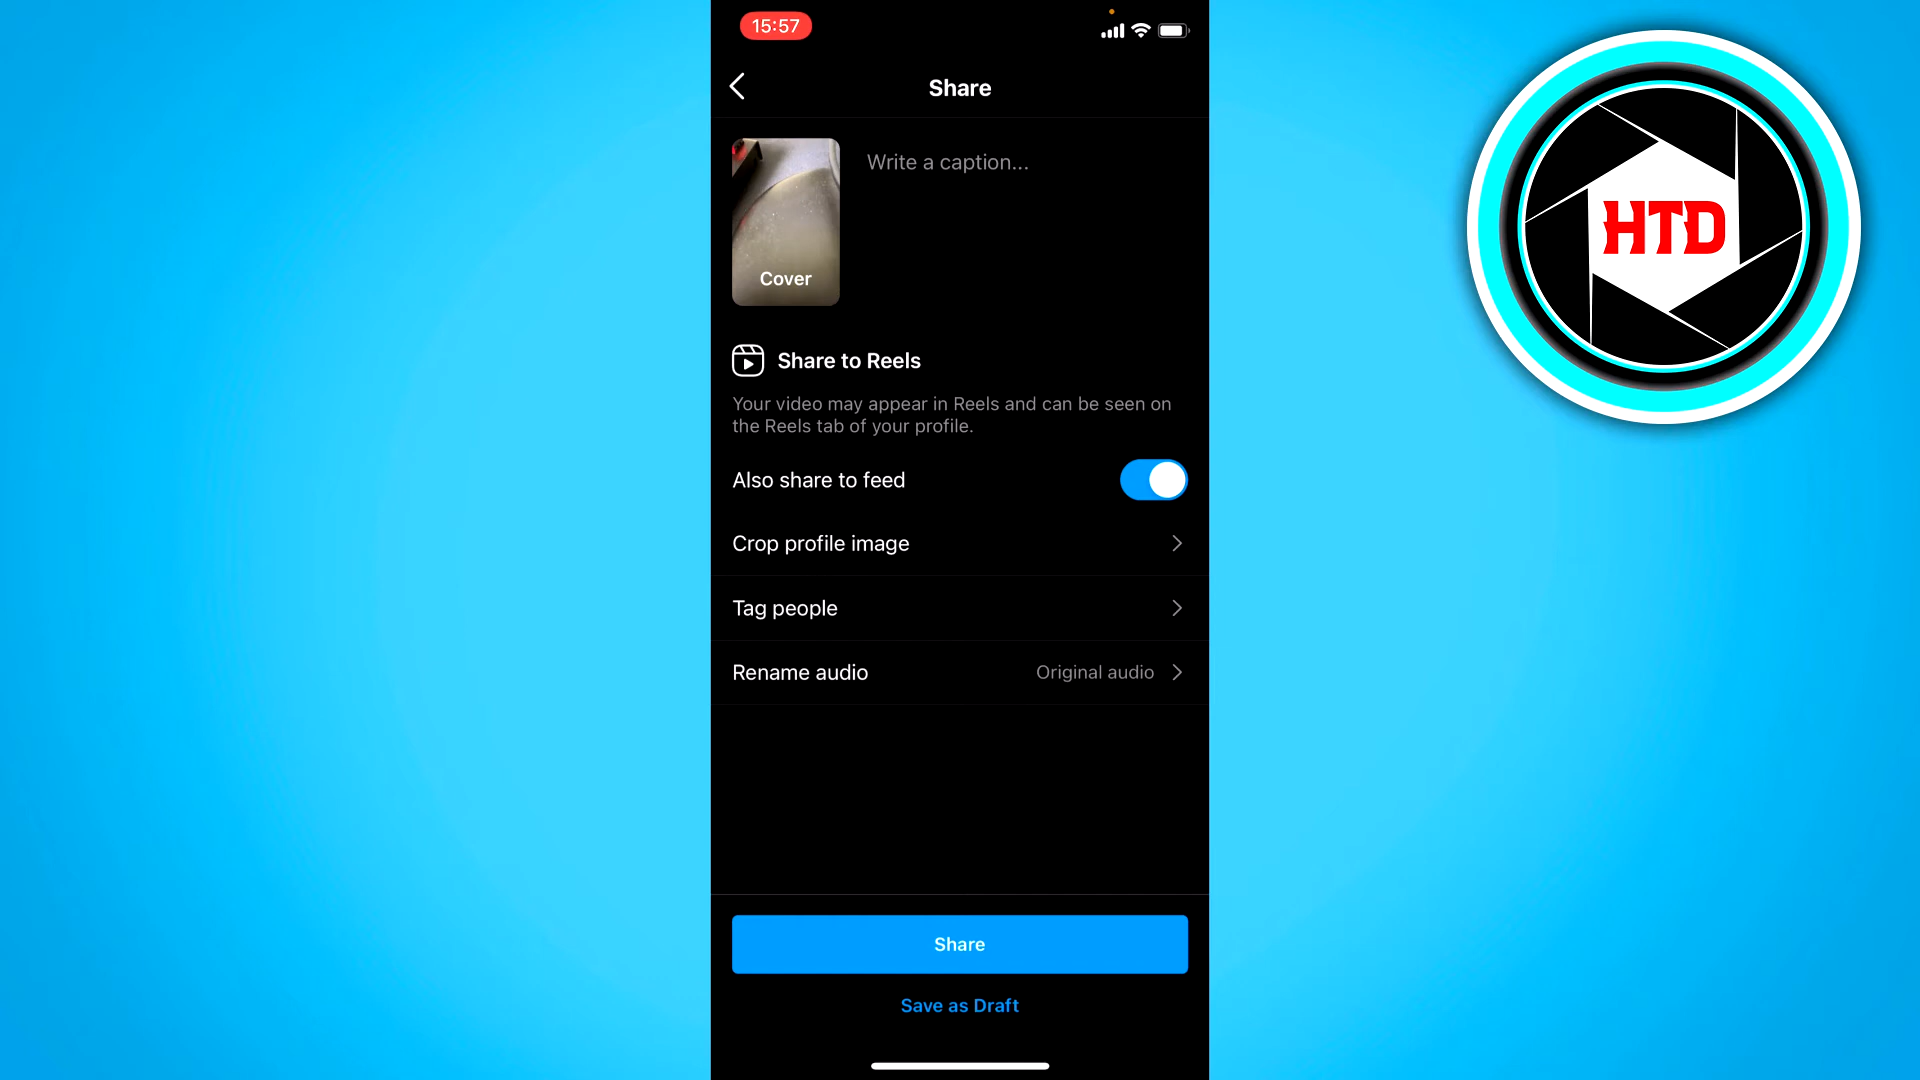 15:57
Share
Write a caption...
Cover
HTD
Share to Reels
Your video may appear in Reels and can be seen on
the Reels tab of your profile.
Also share to feed
Crop profile image
Tag people
Rename audio Original audio
Share
Save as Draft